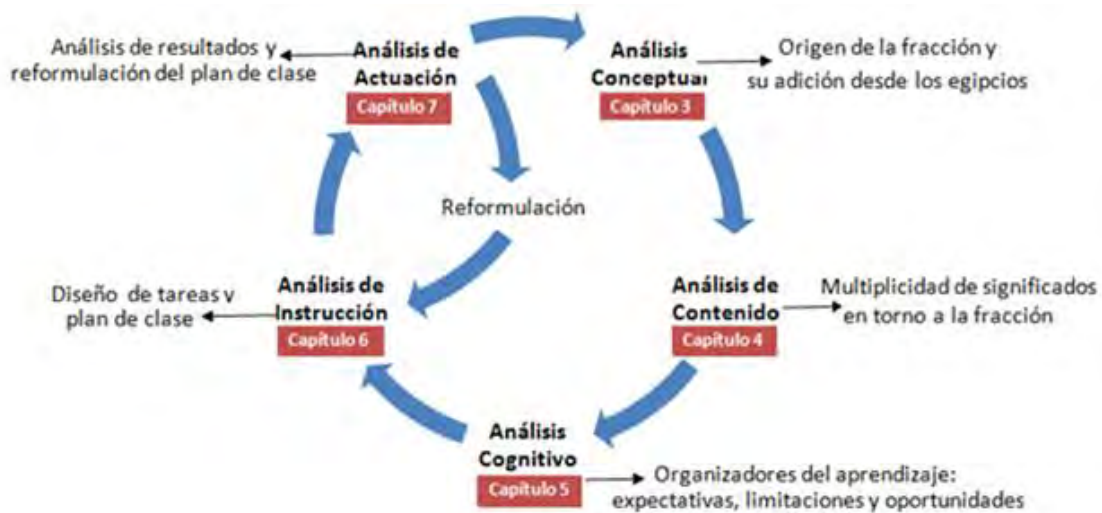 Análisis de resultados y
reformulación del plan de clase
Análisis de
Actuación
Capítulo 7
Análisis
Conceptual
Capítulo 3
Origen de la fracción y
su adición desde los egipcios
Reformulación
Diseño de tareas y
plan de clase
Análisis de
Instrucción
Capítulo 6
Análisis de
Contenido
Capítulo 4
Multiplicidad de significados
en torno a la fracción
Análisis
Cognitivo
Capítulo 5
Organizadores del aprendizaje:
expectativas, limitaciones y oportunidades